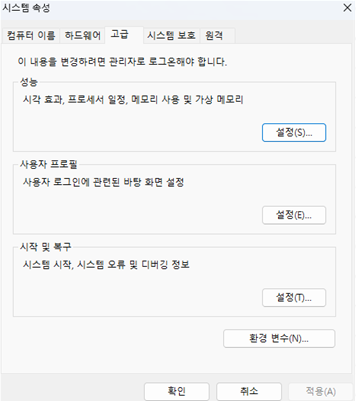 시스템 속성
컴퓨터 이름 하드웨어 고급 시스템 보호 원격
이 내용을 변경하려면 관리자로 로그온해야 합니다.
성능
시각 효과, 프로세서 일정, 메모리 사용 및 가상 메모리
설정(S)...
사용자 프로필
사용자 로그인에 관련된 바탕 화면 설정
설정(E)...
시작 및 복구
시스템 시작, 시스템 오류 및 디버깅 정보
설정(T)...
환경 변수(N)...
확인 취소 적용(A)